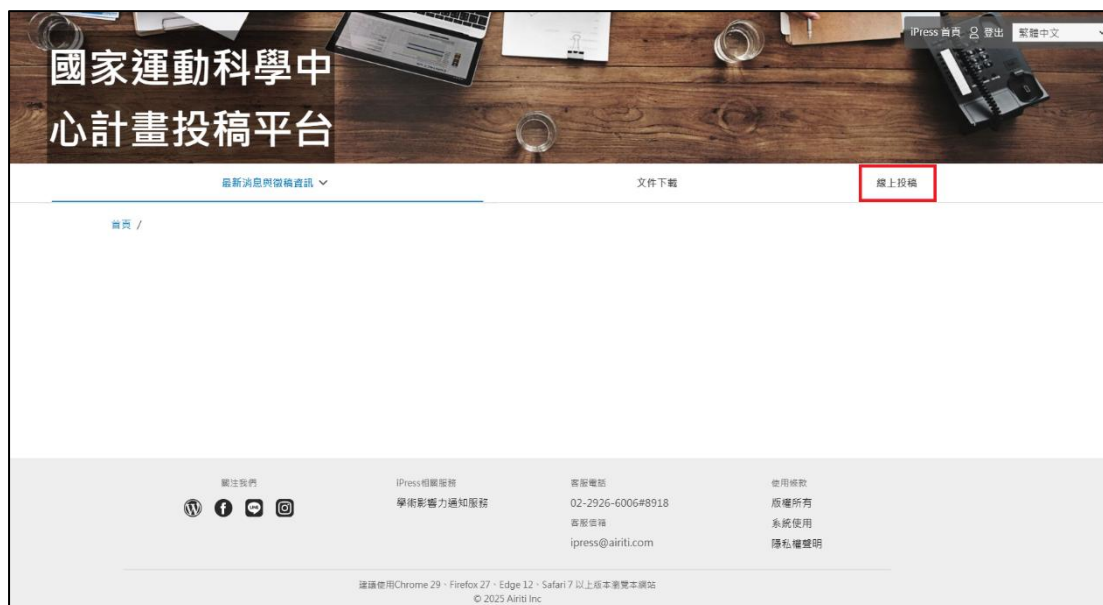 國家運動科學中
心計畫投稿平台
iPress 首頁 登出 繁體中文
最新消息與徵稿資訊 文件下載 線上投稿
首頁 /
關注我們 iPress相關服務 客服電話 使用條款
學術影響力通知服務 02-2926-6006#8918 版權所有
客服信箱 系統使用
ipress@airiti.com 隱私權聲明
建議使用Chrome 29、Firefox 27、Edge 12、Safari 7 以上版本瀏覽本網站
© 2025 Airiti Inc